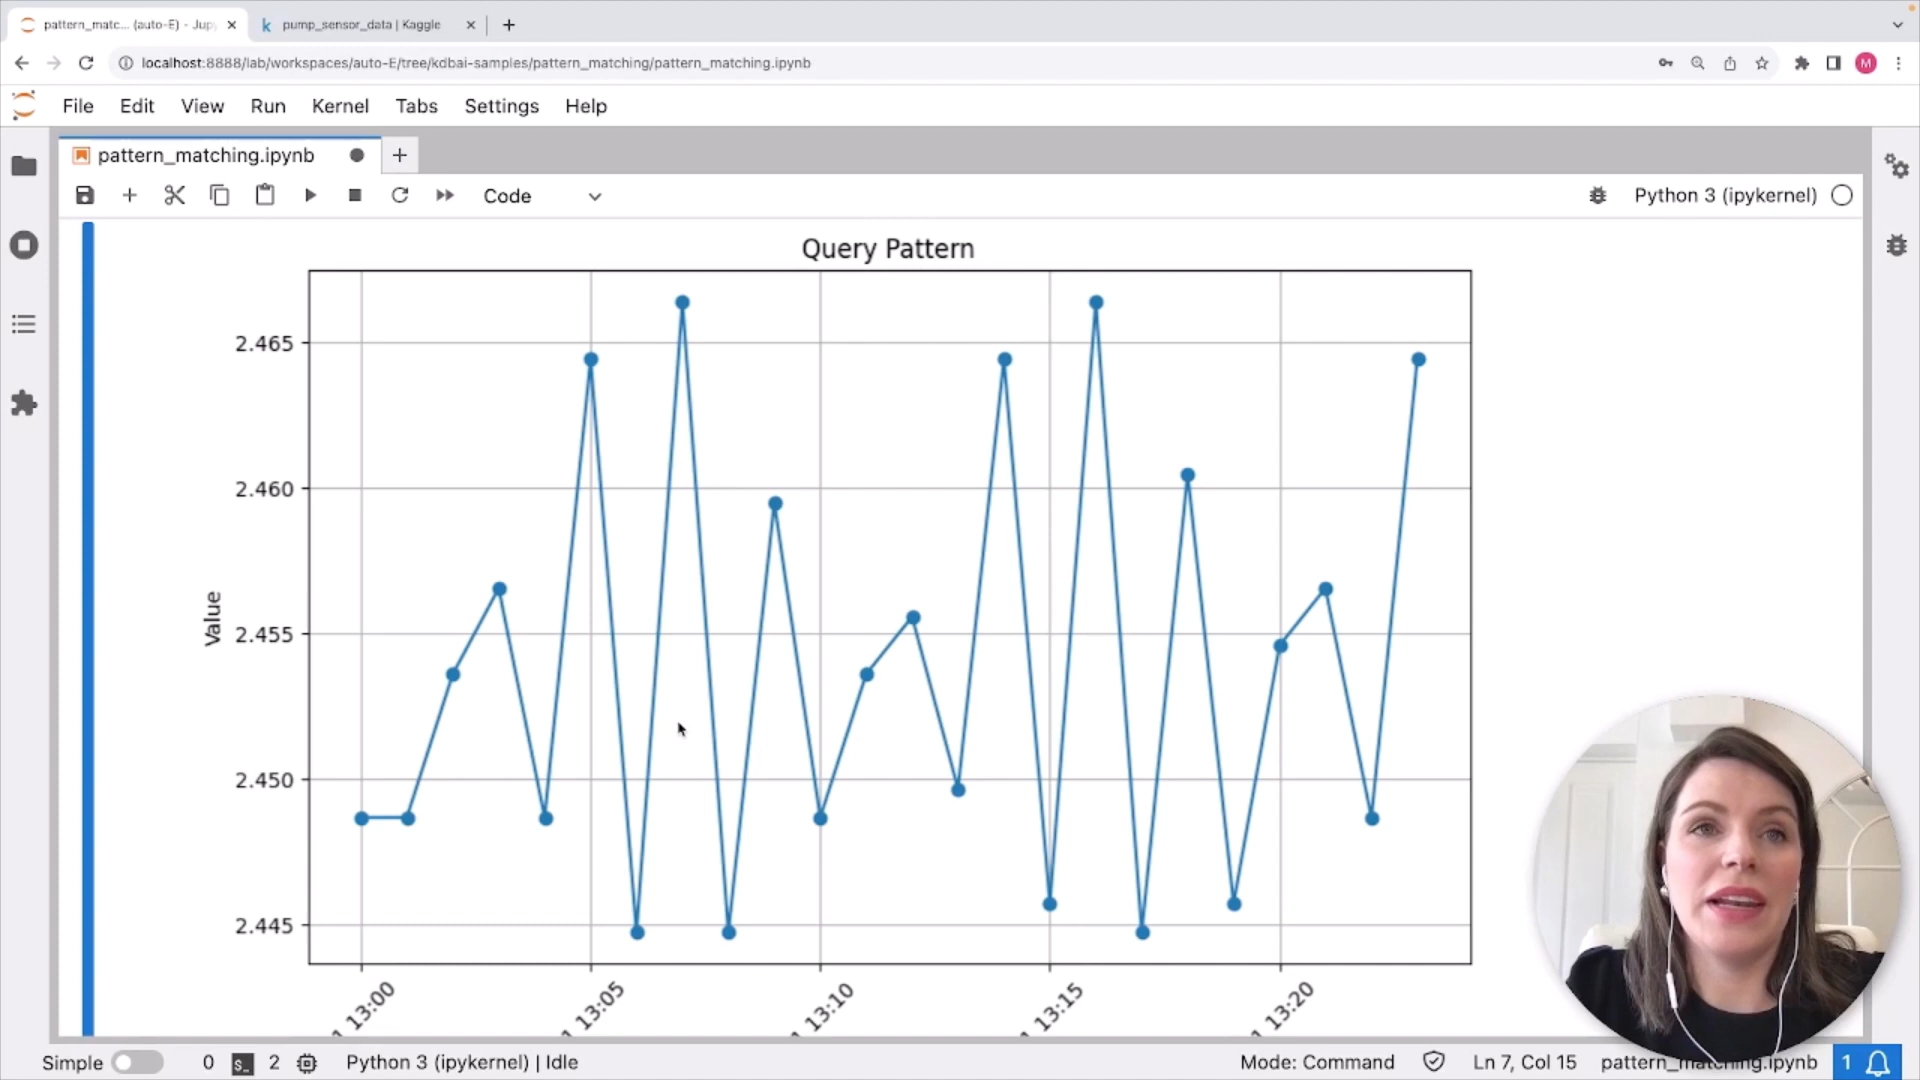 pattern_matc... (auto-E) - Jup
pump_sensor_data | Kaggle
localhost:8888/lab/workspaces/auto-E/tree/kdbai-samples/pattern_matching/pattern_matching.ipynb
M
File Edit View Run Kernel Tabs Settings Help
pattern_matching.ipynb
Code
Python 3 (ipykernel)
Query Pattern
2.465
2.460
2.455
2.450
2.445
Value
1 13:00
1 13:05
1 13:10
1 13:15
1 13:20
Simple 0 $_ 2 Python 3 (ipykernel) | Idle Mode: Command Ln 7, Col 15 pattern_matching.ipynb 1